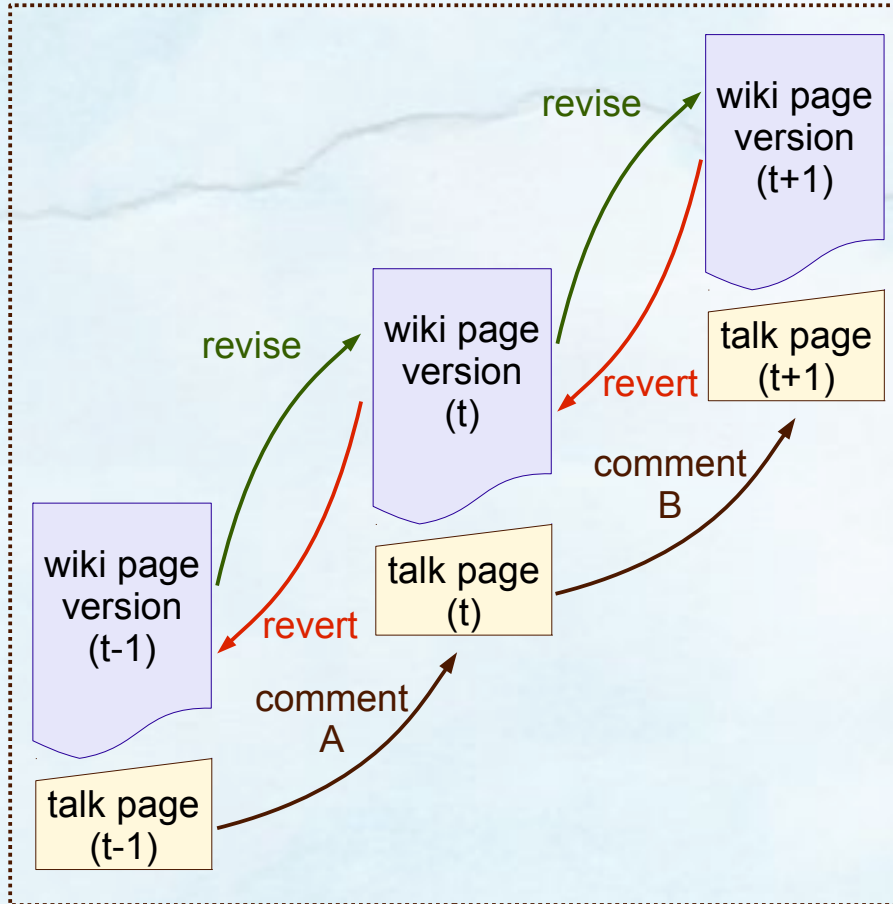 revise
wiki page
version
(t+1)
revise
wiki page
version
(t)
revert
talk page
(t+1)
comment
B
wiki page
version
(t-1)
revert
talk page
(t)
comment
A
talk page
(t-1)